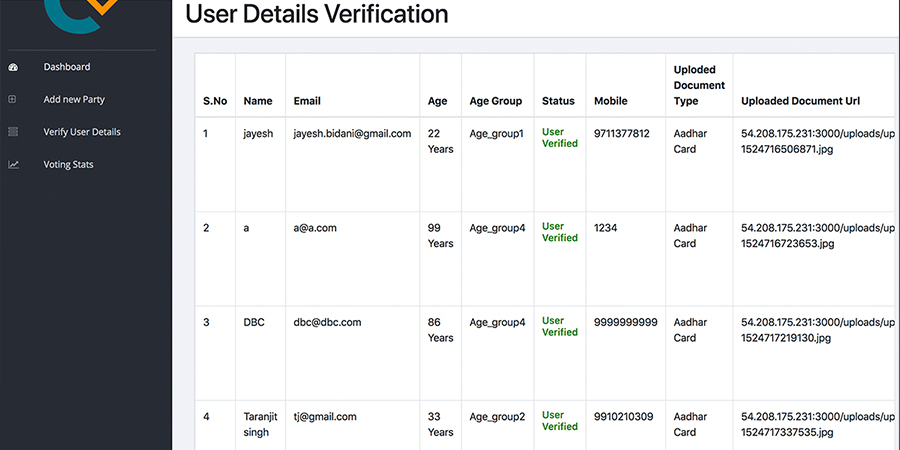 User Details Verification
Dashboard
Add new Party
Verify User Details
Voting Stats
S.No Name Email Age Age Group Status Mobile Uploded Document Type Uploaded Document Url
1 jayesh jayesh.bidani@gmail.com 22 Years Age_group1 User Verified 9711377812 Aadhar Card 54.208.175.231:3000/uploads/up 1524716506871.jpg
2 a a@a.com 99 Years Age_group4 User Verified 1234 Aadhar Card 54.208.175.231:3000/uploads/up 1524716723653.jpg
3 DBC dbc@dbc.com 86 Years Age_group4 User Verified 9999999999 Aadhar Card 54.208.175.231:3000/uploads/up 1524717219130.jpg
4 Taranjit singh tj@gmail.com 33 Years Age_group2 User Verified 9910210309 Aadhar Card 54.208.175.231:3000/uploads/up 1524717337535.jpg